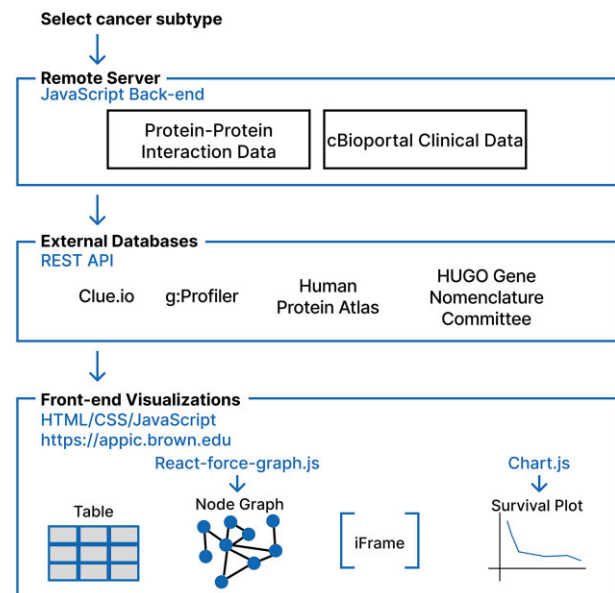 Select cancer subtype
Remote Server
JavaScript Back-end
Protein-Protein
Interaction Data
cBioportal Clinical Data
External Databases
REST API
Clue.io
g:Profiler
Human
Protein Atlas
HUGO Gene
Nomenclature
Committee
Front-end Visualizations
HTML/CSS/JavaScript
https://appic.brown.edu
React-force-graph.js
Chart.js
Table
Node Graph
iFrame
Survival Plot